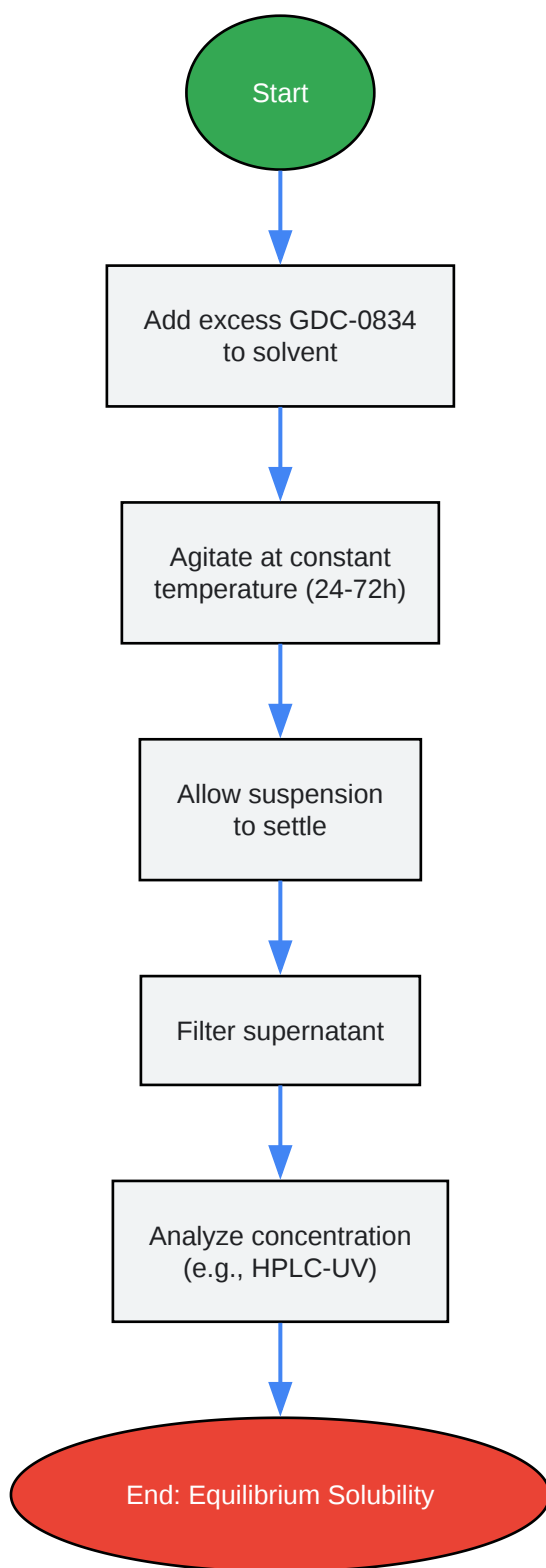 Start
Add excess GDC-0834
to solvent
Agitate at constant
temperature (24-72h)
Allow suspension
to settle
Filter supernatant
Analyze concentration
(e.g., HPLC-UV)
End: Equilibrium Solubility